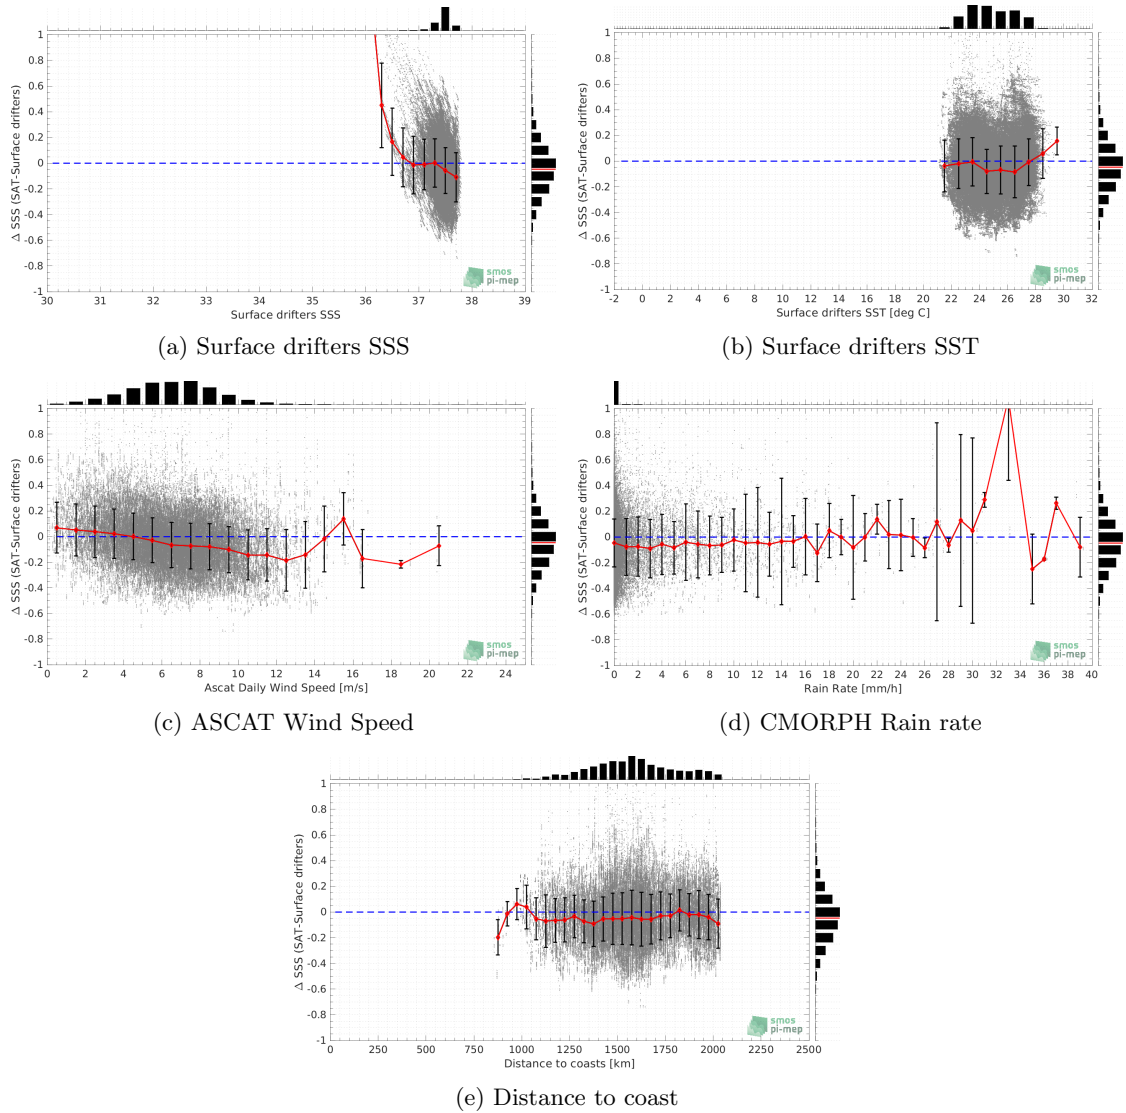 1
0.8
0.6
0.4
0.2
0
-0.2
-0.4
-0.6
-0.8
-1
Δ SSS (SAT-Surface drifters)
30 31 32 33 34 35 36 37 38 39
Surface drifters SSS
smos
pi-mep
(a) Surface drifters SSS
1
0.8
0.6
0.4
0.2
0
-0.2
-0.4
-0.6
-0.8
-1
Δ SSS (SAT-Surface drifters)
-2 0 2 4 6 8 10 12 14 16 18 20 22 24 26 28 30 32
Surface drifters SST [deg C]
smos
pi-mep
(b) Surface drifters SST
1
0.8
0.6
0.4
0.2
0
-0.2
-0.4
-0.6
-0.8
-1
Δ SSS (SAT-Surface drifters)
0 2 4 6 8 10 12 14 16 18 20 22 24
Ascat Daily Wind Speed [m/s]
smos
pi-mep
(c) ASCAT Wind Speed
1
0.8
0.6
0.4
0.2
0
-0.2
-0.4
-0.6
-0.8
-1
Δ SSS (SAT-Surface drifters)
0 2 4 6 8 10 12 14 16 18 20 22 24 26 28 30 32 34 36 38 40
Rain Rate [mm/h]
smos
pi-mep
(d) CMORPH Rain rate
1
0.8
0.6
0.4
0.2
0
-0.2
-0.4
-0.6
-0.8
-1
Δ SSS (SAT-Surface drifters)
0 250 500 750 1000 1250 1500 1750 2000 2250 2500
Distance to coasts [km]
smos
pi-mep
(e) Distance to coast